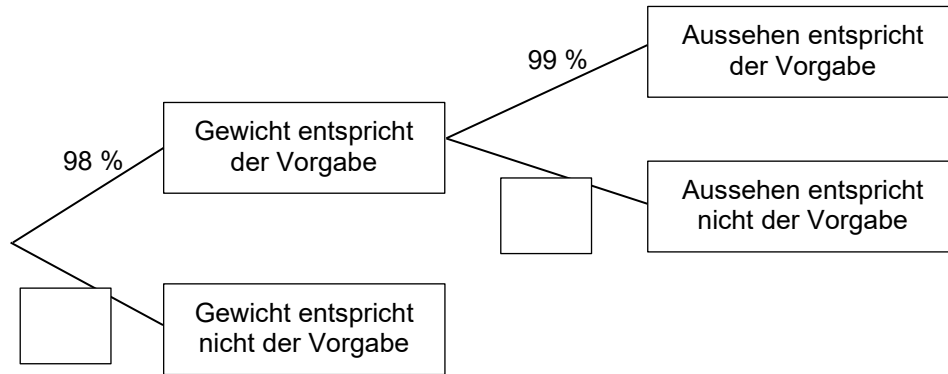 Aussehen entspricht
der Vorgabe
99 %
Gewicht entspricht
der Vorgabe
98 %
Aussehen entspricht
nicht der Vorgabe
Gewicht entspricht
nicht der Vorgabe